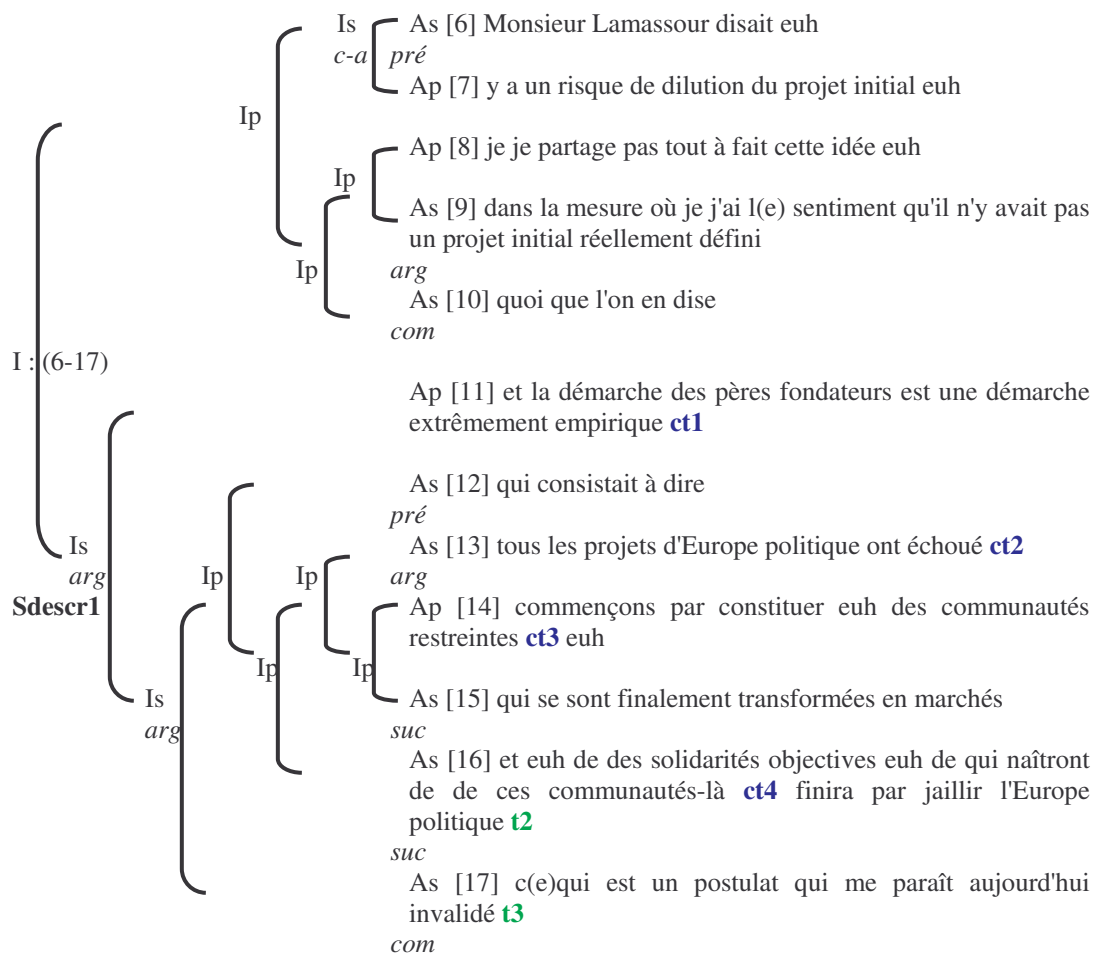 Is As [6] Monsieur Lamassour disait euh
c-a pré
Ap [7] y a un risque de dilution du projet initial euh
Ip
Ap [8] je je partage pas tout à fait cette idée euh
Ip
As [9] dans la mesure où je j'ai l(e) sentiment qu'il n'y avait pas
un projet initial réellement défini
Ip arg
As [10] quoi que l'on en dise
com
I : (6-17)
Ap [11] et la démarche des pères fondateurs est une démarche
extrêmement empirique ct1
As [12] qui consistait à dire
pré
Is As [13] tous les projets d'Europe politique ont échoué ct2
arg Ip Ip arg
Sdescr1 Ap [14] commençons par constituer euh des communautés
restreintes ct3 euh
Ip Ip
Is As [15] qui se sont finalement transformées en marchés
arg suc
As [16] et euh de des solidarités objectives euh de qui naîtront
de de ces communautés-là ct4 finira par jaillir l'Europe
politique t2
suc
As [17] c(e)qui est un postulat qui me paraît aujourd'hui
invalidé t3
com